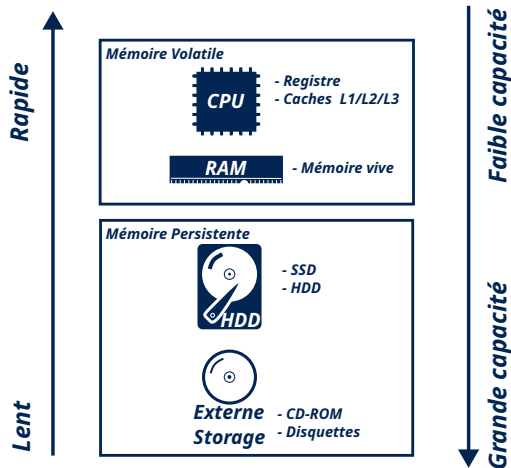 Rapide
Lent
Mémoire Volatile
CPU
- Registre
- Caches L1/L2/L3
RAM
- Mémoire vive
Mémoire Persistente
HDD
- SSD
- HDD
Externe
Storage
- CD-ROM
- Disquettes
Faible capacité
Grande capacité